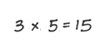 3 × 5 = 15